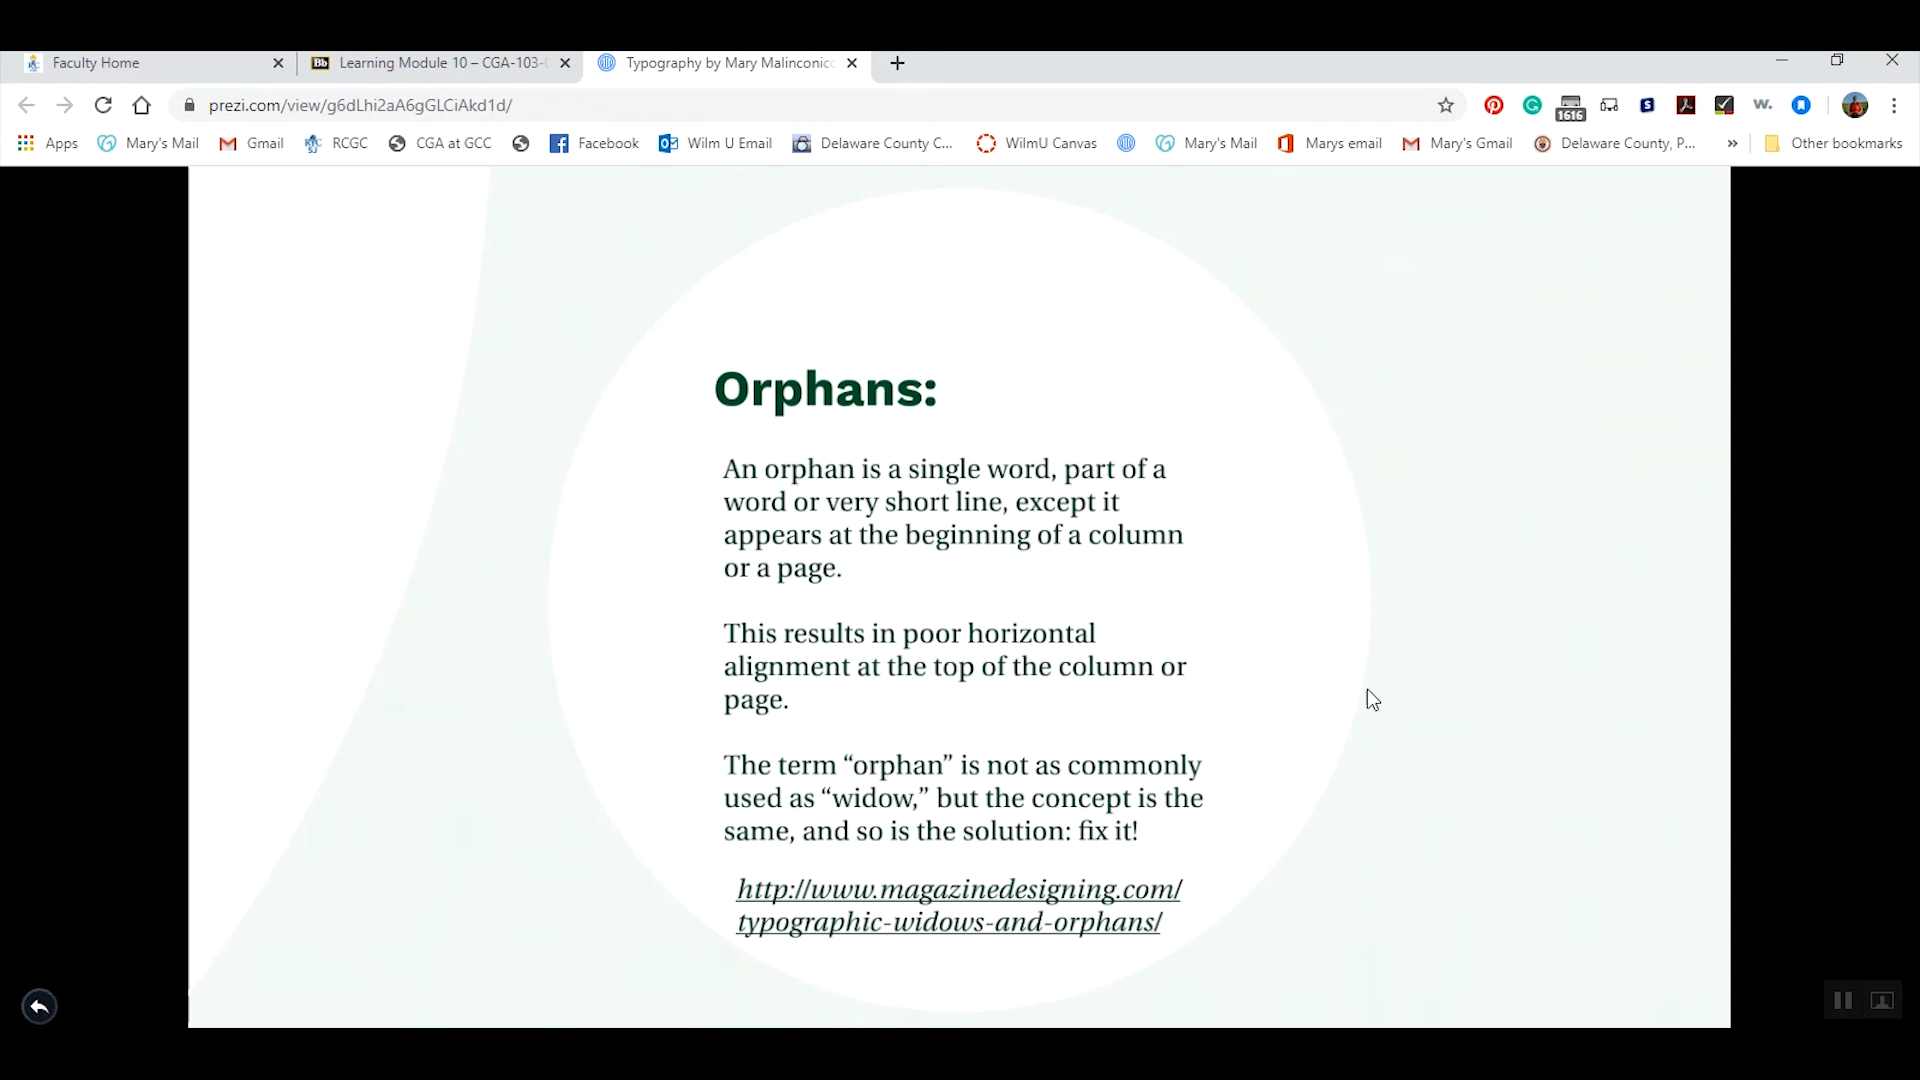 Faculty Home
Bb Learning Module 10 – CGA-103-
Typography by Mary Malinconic
prezi.com/view/g6dLhi2aA6gGLCiAkd1d/
1616
w.
Apps Mary's Mail Gmail RCGC CGA at GCC Facebook Wilm U Email Delaware County C... WilmU Canvas Mary's Mail Marys email Mary's Gmail Delaware County, P... » Other bookmarks
Orphans:
An orphan is a single word, part of a
word or very short line, except it
appears at the beginning of a column
or a page.
This results in poor horizontal
alignment at the top of the column or
page.
The term “orphan” is not as commonly
used as “widow,” but the concept is the
same, and so is the solution: fix it!
http://www.magazinedesigning.com/
typographic-widows-and-orphans/